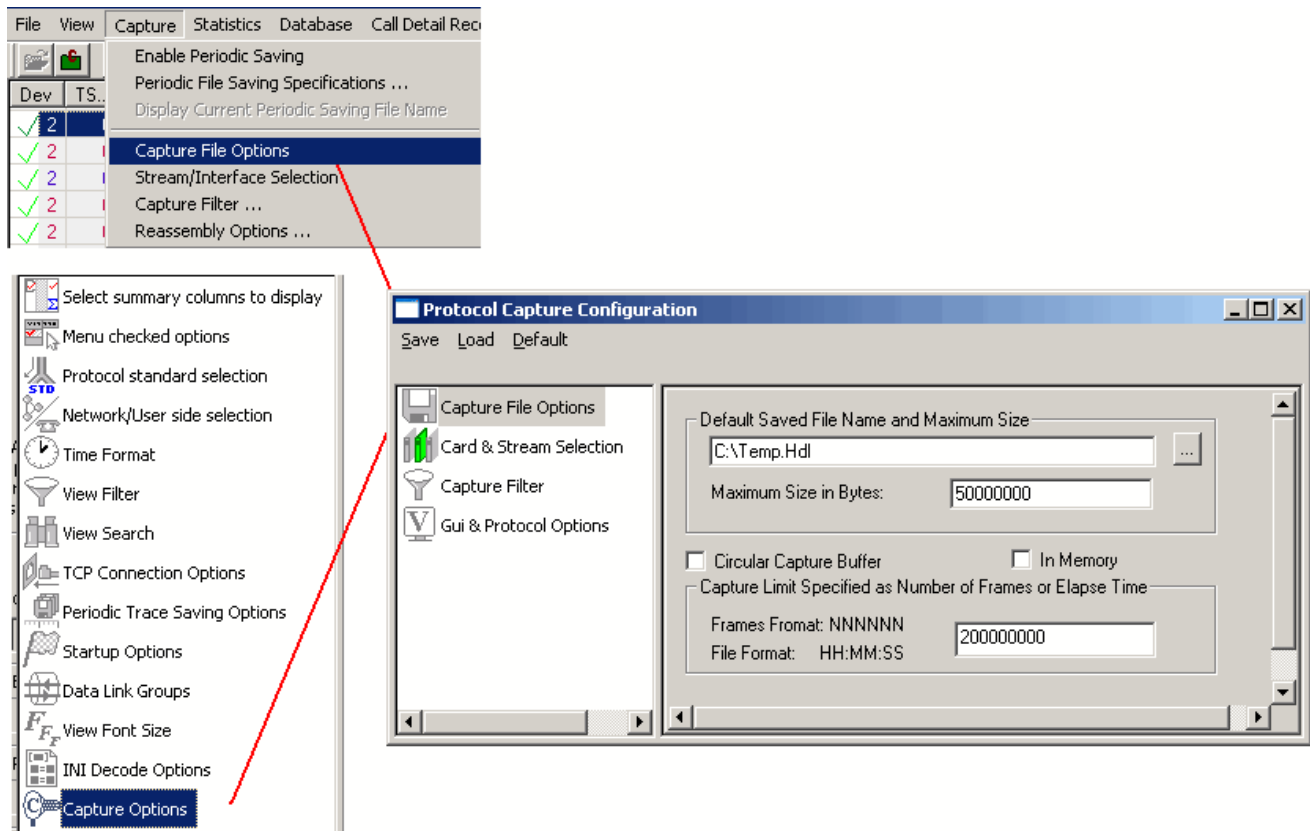 File View Capture Statistics Database Call Detail Rec
Enable Periodic Saving
Periodic File Saving Specifications ...
Dev TS..
Display Current Periodic Saving File Name
2
2 Capture File Options
2 Stream/Interface Selection
2 Capture Filter ...
2 Reassembly Options ...
Select summary columns to display
Menu checked options
STD Protocol standard selection
Network/User side selection
Time Format
View Filter
View Search
TCP Connection Options
Periodic Trace Saving Options
Startup Options
Data Link Groups
View Font Size
INI Decode Options
Capture Options
Protocol Capture Configuration
Save Load Default
Capture File Options
Card & Stream Selection
Capture Filter
Gui & Protocol Options
Default Saved File Name and Maximum Size
C:\Temp.Hdl ...
Maximum Size in Bytes: 50000000
Circular Capture Buffer In Memory
Capture Limit Specified as Number of Frames or Elapse Time
Frames Fromat: NNNNNN
200000000
File Format: HH:MM:SS